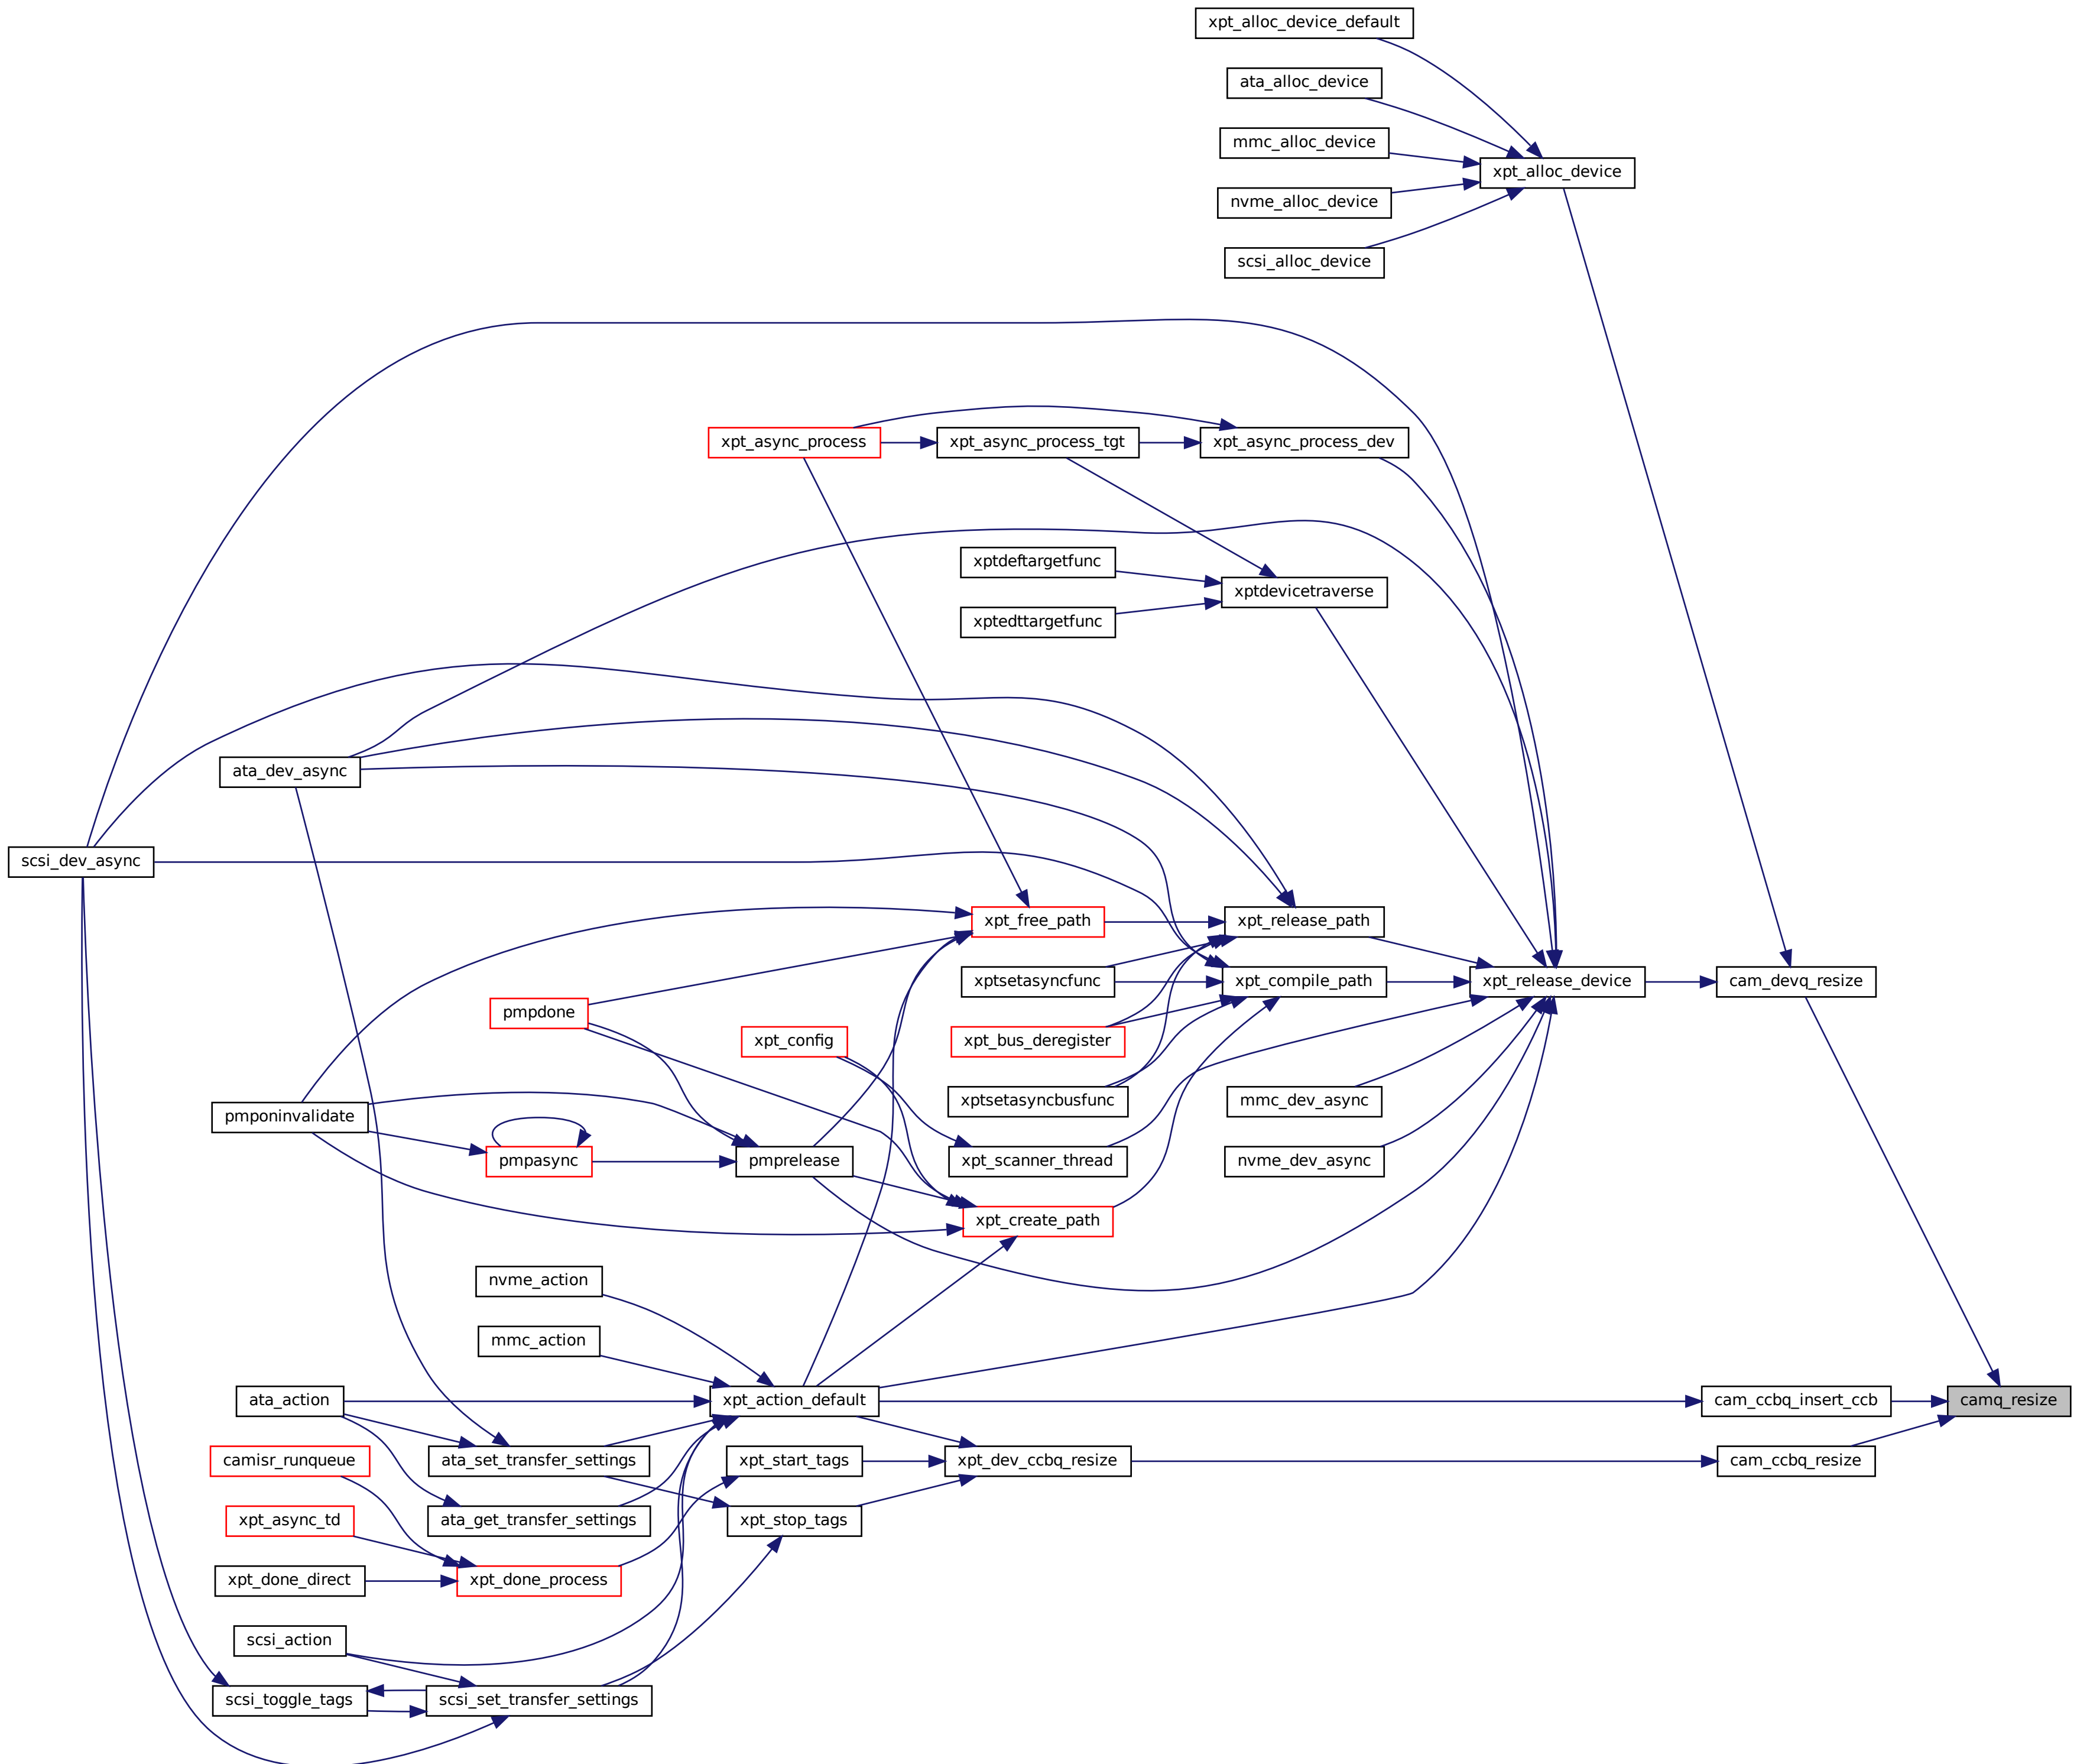 xpt_alloc_device_default
ata_alloc_device
mmc_alloc_device
xpt_alloc_device
nvme_alloc_device
scsi_alloc_device
xpt_async_process
xpt_async_process_tgt
xpt_async_process_dev
xptdeftargetfunc
xptdevicetraverse
xptedttargetfunc
ata_dev_async
scsi_dev_async
xpt_free_path
xpt_release_path
xptsetasyncfunc
xpt_compile_path
xpt_release_device
cam_devq_resize
pmpdone
xpt_config
xpt_bus_deregister
xptsetasyncbusfunc
mmc_dev_async
pmponinvalidate
pmpasync
pmprelease
xpt_scanner_thread
nvme_dev_async
xpt_create_path
nvme_action
mmc_action
ata_action
xpt_action_default
cam_ccbq_insert_ccb
camq_resize
camisr_runqueue
ata_set_transfer_settings
xpt_start_tags
xpt_dev_ccbq_resize
cam_ccbq_resize
xpt_async_td
ata_get_transfer_settings
xpt_stop_tags
xpt_done_direct
xpt_done_process
scsi_action
scsi_toggle_tags
scsi_set_transfer_settings